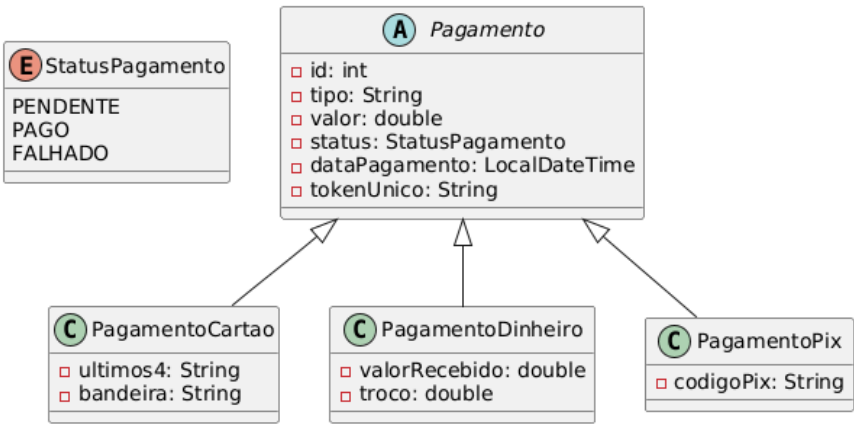 E StatusPagamento
PENDENTE
PAGO
FALHADO
A Pagamento
id: int
tipo: String
valor: double
status: StatusPagamento
dataPagamento: LocalDateTime
tokenUnico: String
C PagamentoCartao
ultimos4: String
bandeira: String
C PagamentoDinheiro
valorRecebido: double
troco: double
C PagamentoPix
codigoPix: String